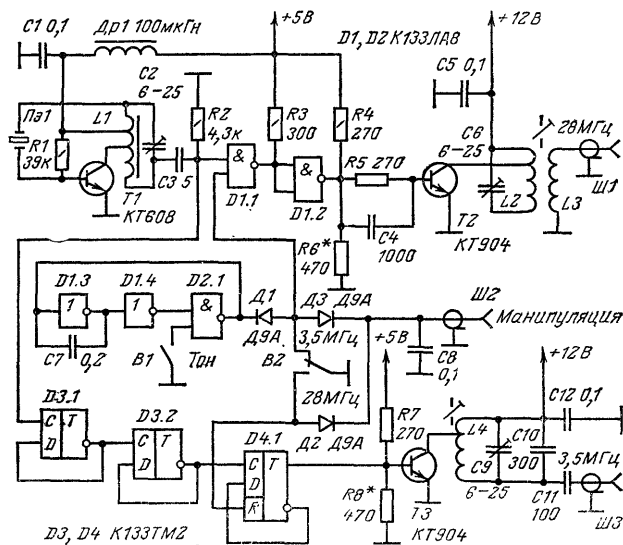 C1 0,1
Др1 100мкГн
+5В
D1, D2 К133ЛА8
+12В
C5 0,1
Пэ1
R1
39к
L1
C2
6-25
R2
4,3к
R3
300
R4
270
C6
6-25
28МГц
Ш1
L2
L3
T1
КТ608
C3 5
&
D1.1
&
D1.2
R5 270
C4
1000
T2
КТ904
R6*
470
D1.3
1
D1.4
1
D2.1
&
C7 0,2
В1
Тон
Д1
Д9А
Д3 Д9А
3,5МГц
В2
28МГц
Д2 Д9А
Ш2
Манипуляция
C8
0,1
+5В
+12В
D3.1
C T
D
D3.2
C T
D
D4.1
C T
D
R
R7
270
R8*
470
T3
КТ904
L4
C9
6-25
C10
300
C12 0,1
C11
100
3,5МГц
Ш3
D3, D4 К133ТМ2